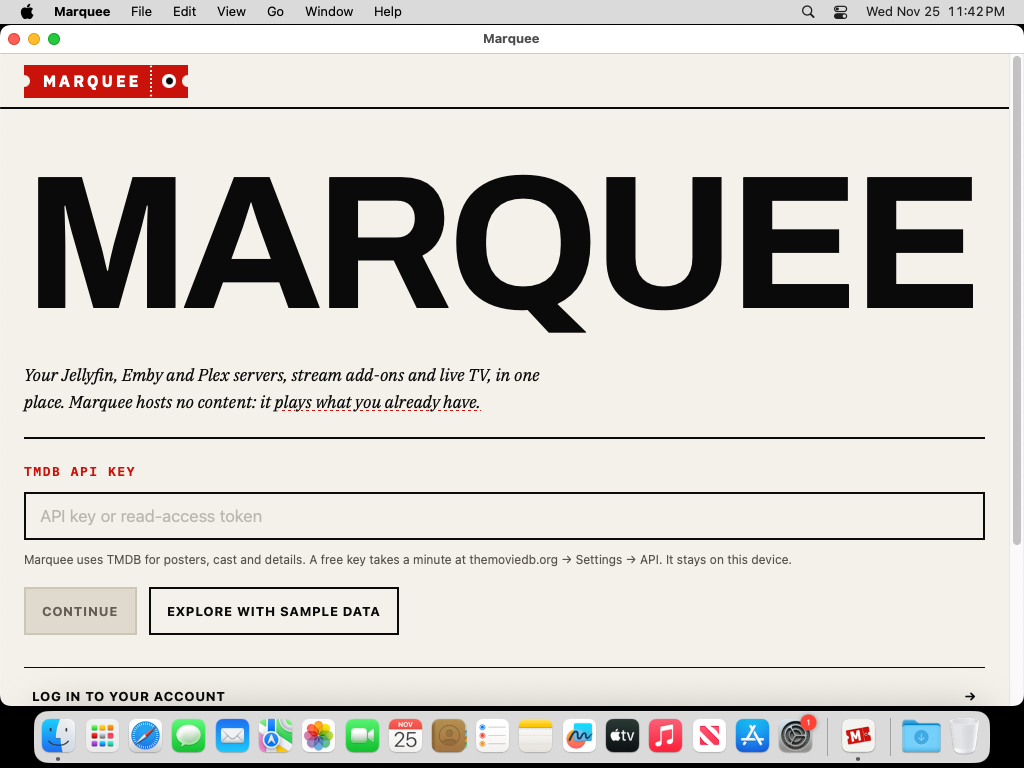 Marquee File Edit View Go Window Help Wed Nov 25 11:42 PM
Marquee
MARQUEE
MARQUEE
Your Jellyfin, Emby and Plex servers, stream add-ons and live TV, in one
place. Marquee hosts no content: it plays what you already have.
TMDB API KEY
API key or read-access token
Marquee uses TMDB for posters, cast and details. A free key takes a minute at themoviedb.org → Settings → API. It stays on this device.
CONTINUE EXPLORE WITH SAMPLE DATA
LOG IN TO YOUR ACCOUNT →
NOV
25
tv
1
M